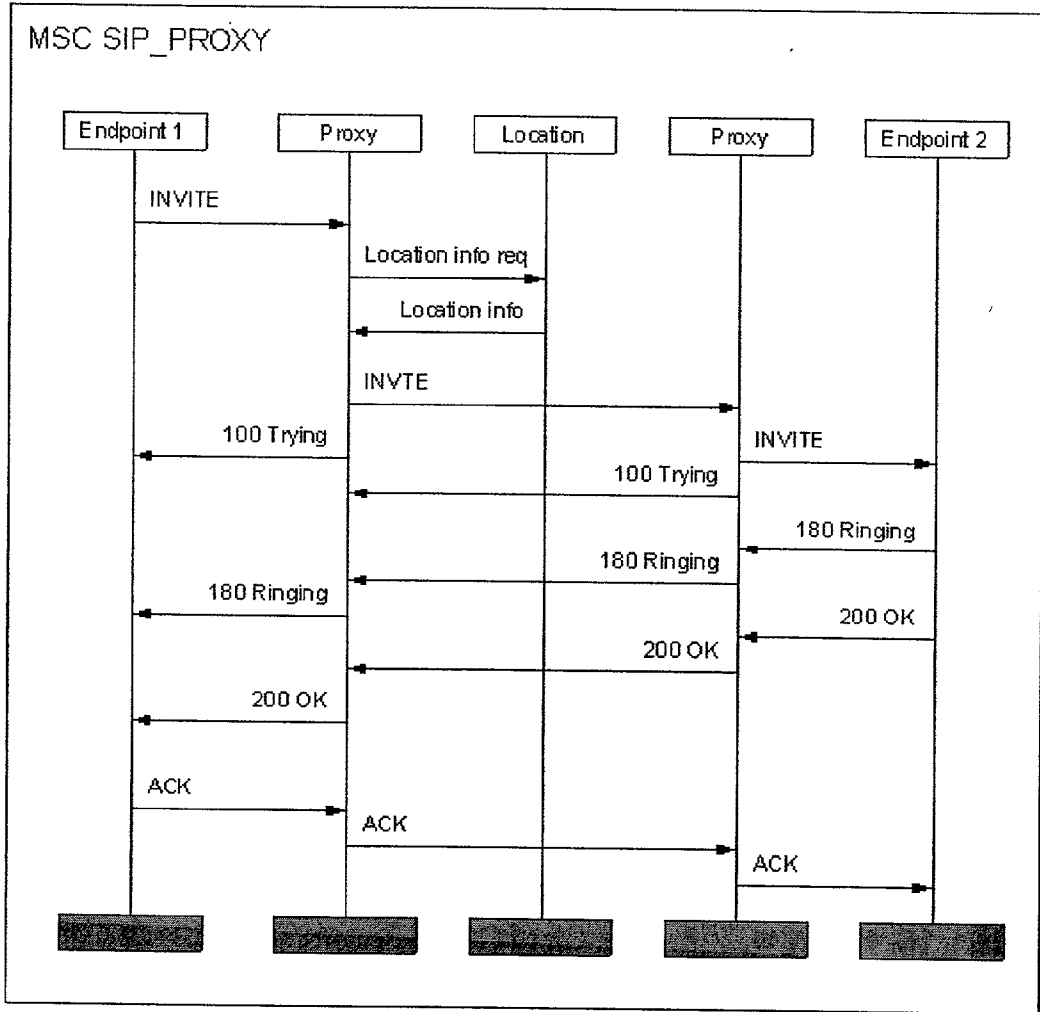 MSC SIP_PROXY
Endpoint 1
Proxy
Location
Proxy
Endpoint 2
INVITE
Location info req
Location info
INVTE
100 Trying
INVITE
100 Trying
180 Ringing
180 Ringing
180 Ringing
200 OK
200 OK
200 OK
ACK
ACK
ACK